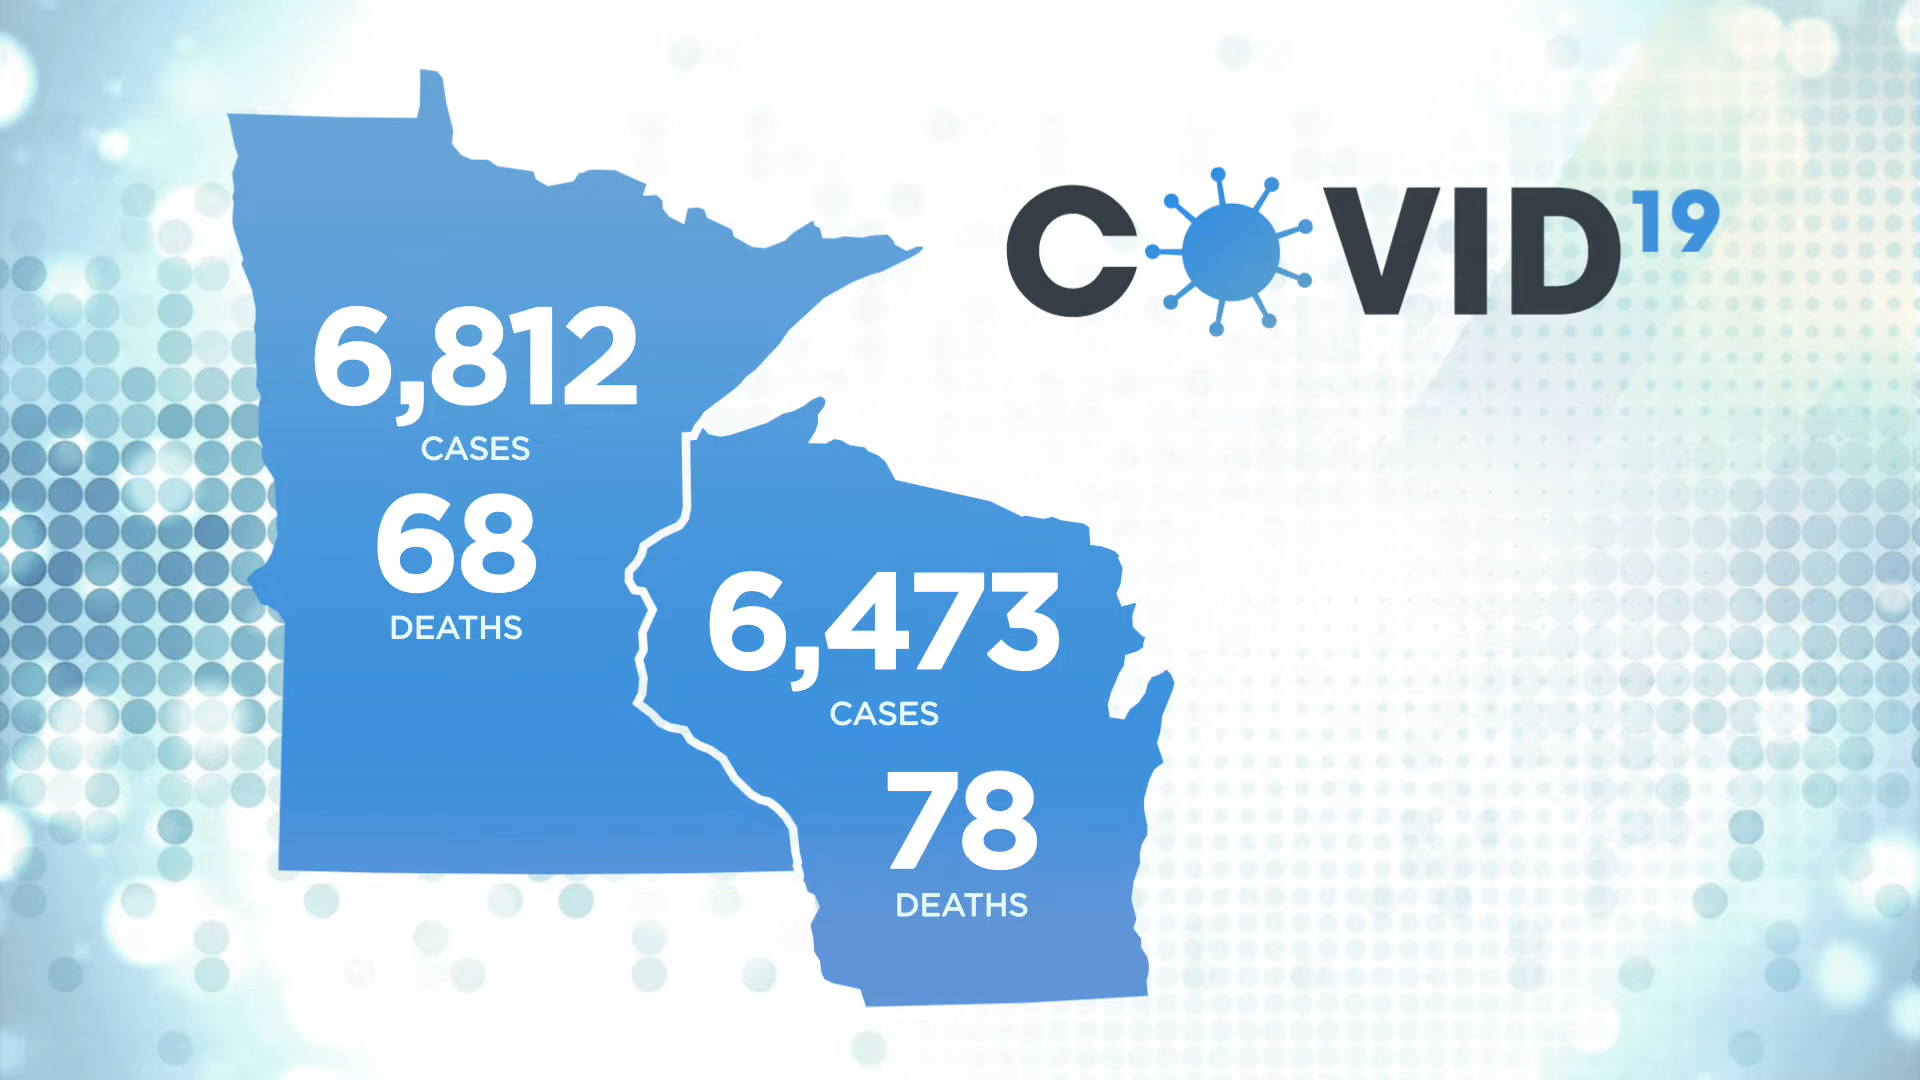 COVID19
6,812
CASES
68
DEATHS
6,473
CASES
78
DEATHS